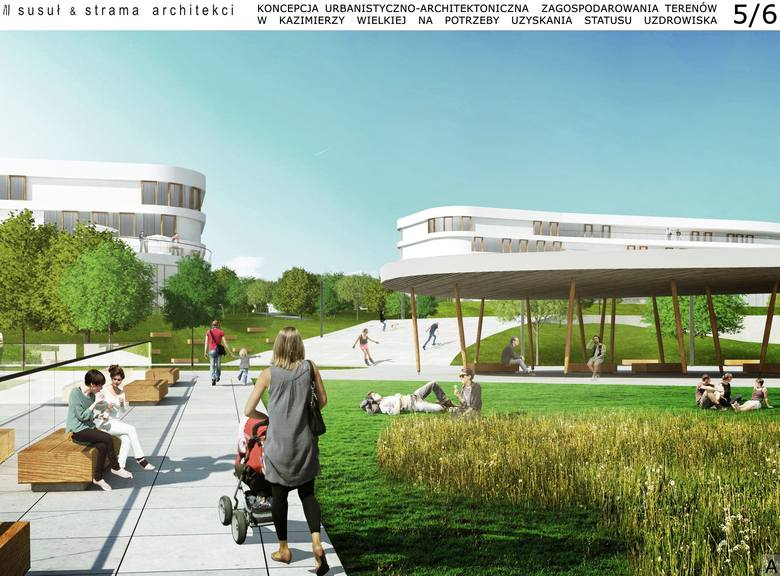 susuł & strama architekci
KONCEPCJA URBANISTYCZNO-ARCHITEKTONICZNA ZAGOSPODAROWANIA TERENÓW
W KAZIMIERZY WIELKIEJ NA POTRZEBY UZYSKANIA STATUSU UZDROWISKA
5/6
A